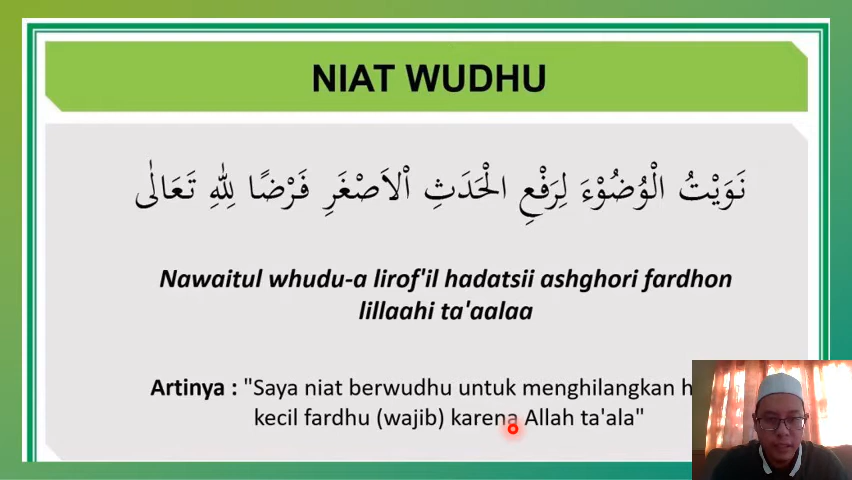 NIAT WUDHU
نَوَيْتُ الْوُضُوْءَ لِرَفْعِ الْحَدَثِ اْلاَصْغَرِ فَرْضًا لِلّٰهِ تَعَالٰى
Nawaitul whudu-a lirof'il hadatsii ashghori fardhon
lillaahi ta'aalaa
Artinya : "Saya niat berwudhu untuk menghilangkan
kecil fardhu (wajib) karena Allah ta'ala"